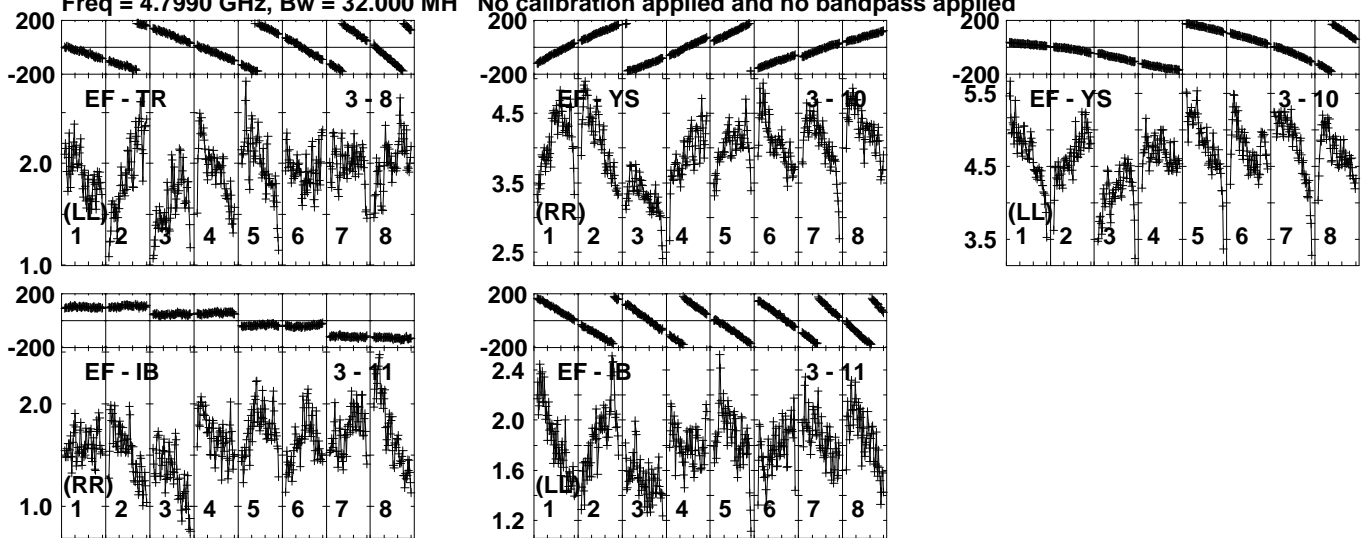 Freq = 4.7990 GHz, Bw = 32.000 MH No calibration applied and no bandpass applied
200
-200
EF - TR 3 - 8
2.0
(LL)
1 2 3 4 5 6 7 8
1.0
200
-200
EF - YS 3 - 10
4.5
3.5
(RR)
1 2 3 4 5 6 7 8
2.5
200
-200
5.5
EF - YS 3 - 10
4.5
(LL)
3.5
1 2 3 4 5 6 7 8
200
-200
EF - IB 3 - 11
2.0
(RR)
1.0
1 2 3 4 5 6 7 8
200
-200
2.4
EF - IB 3 - 11
2.0
1.6
(LL)
1.2
1 2 3 4 5 6 7 8